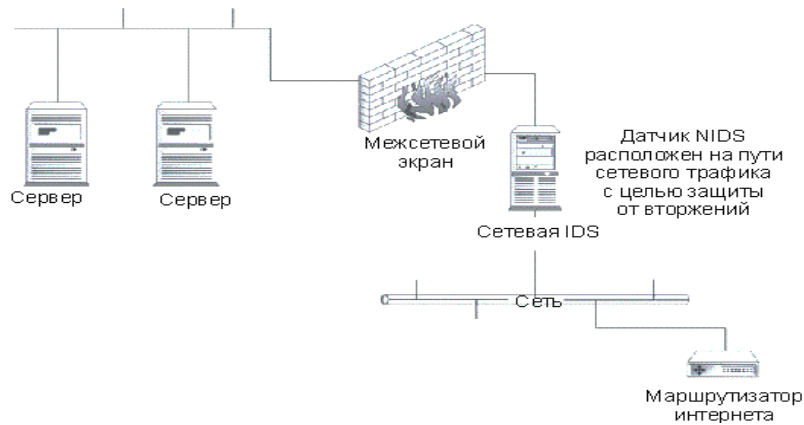 Межсетевой
экран
Датчик NIDS
расположен на пути
сетевого трафика
с целью защиты
от вторжений
Сервер
Сервер
Сетевая IDS
Сеть
Маршрутизатор
интернета